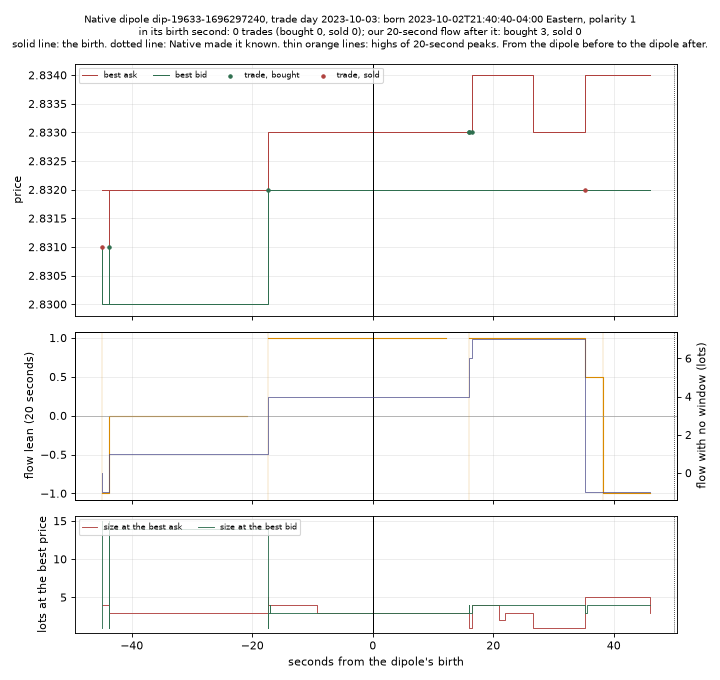 Native dipole dip-19633-1696297240, trade day 2023-10-03: born 2023-10-02T21:40:40-04:00 Eastern, polarity 1
in its birth second: 0 trades (bought 0, sold 0); our 20-second flow after it: bought 3, sold 0
solid line: the birth. dotted line: Native made it known. thin orange lines: highs of 20-second peaks. From the dipole before to the dipole after.
best ask
best bid
trade, bought
trade, sold
2.8340
2.8335
2.8330
2.8325
2.8320
2.8315
2.8310
2.8305
2.8300
price
1.0
0.5
0.0
−0.5
−1.0
flow lean (20 seconds)
6
4
2
0
flow with no window (lots)
size at the best ask
size at the best bid
15
10
5
lots at the best price
−40
−20
0
20
40
seconds from the dipole's birth